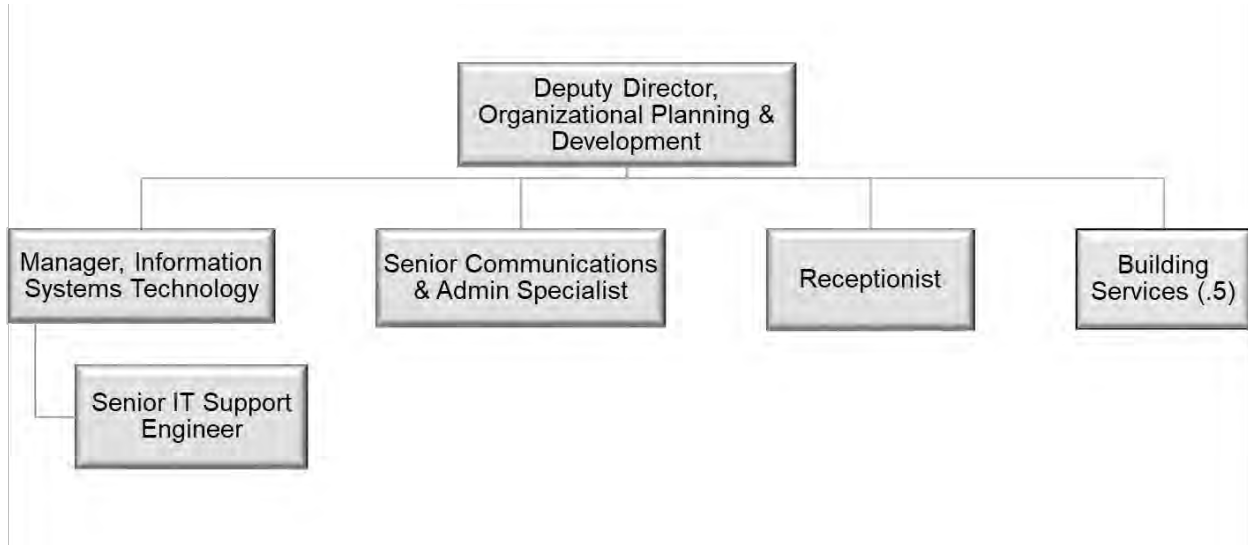 Deputy Director,
Organizational Planning &
Development
Manager, Information
Systems Technology
Senior Communications
& Admin Specialist
Receptionist
Building
Services (.5)
Senior IT Support
Engineer